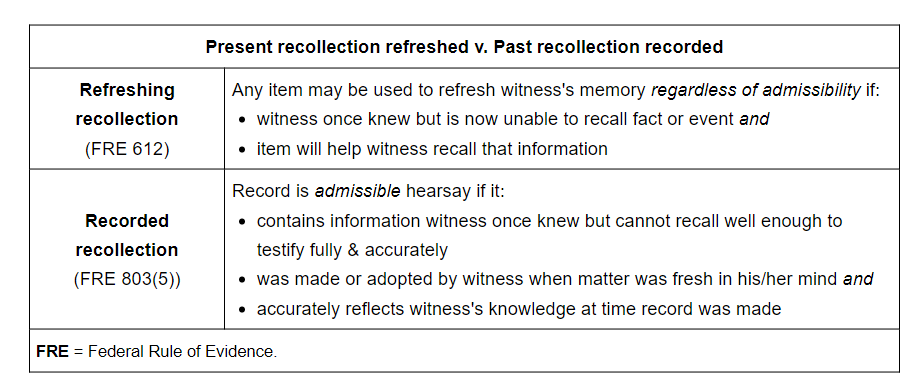 Present recollection refreshed v. Past recollection recorded
Refreshing
recollection
(FRE 612)
Any item may be used to refresh witness's memory regardless of admissibility if:
• witness once knew but is now unable to recall fact or event and
• item will help witness recall that information
Recorded
recollection
(FRE 803(5))
Record is admissible hearsay if it:
• contains information witness once knew but cannot recall well enough to
testify fully & accurately
• was made or adopted by witness when matter was fresh in his/her mind and
• accurately reflects witness's knowledge at time record was made
FRE = Federal Rule of Evidence.